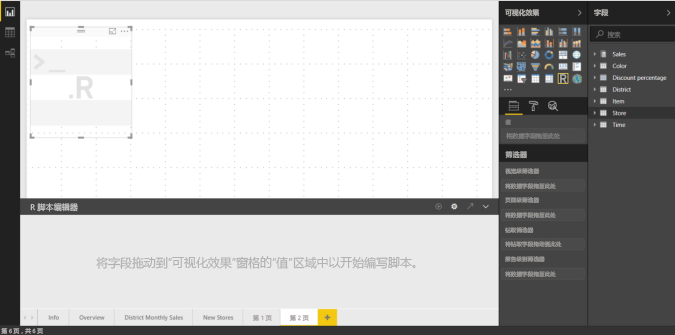 可视化效果
字段
搜索
Sales
Color
Discount percentage
District
Item
Store
Time
.R
R
值
将数据字段拖至此处
筛选器
视觉级筛选器
将数据字段拖至此处
页面级筛选器
将数据字段拖至此处
钻取筛选器
将钻取字段拖动到此处
报告级别筛选器
将数据字段拖至此处
R 脚本编辑器
将字段拖动到"可视化效果"窗格的"值"区域中以开始编写脚本。
Info
Overview
District Monthly Sales
New Stores
第 1 页
第 2 页
第 6 页，共 6 页